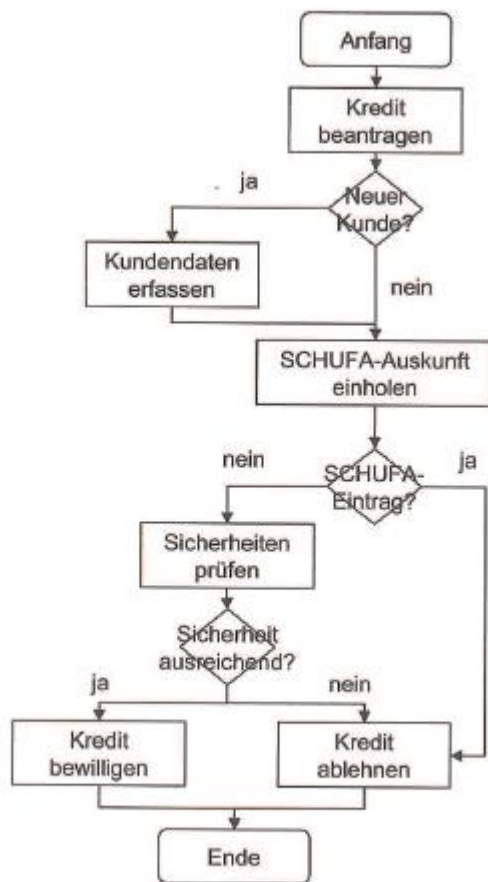 Anfang
Kredit
beantragen
ja
Neuer
Kunde?
Kundendaten
erfassen
nein
SCHUFA-Auskunft
einholen
nein
SCHUFA-
Eintrag?
ja
Sicherheiten
prüfen
Sicherheit
ausreichend?
ja
nein
Kredit
bewilligen
Kredit
ablehnen
Ende